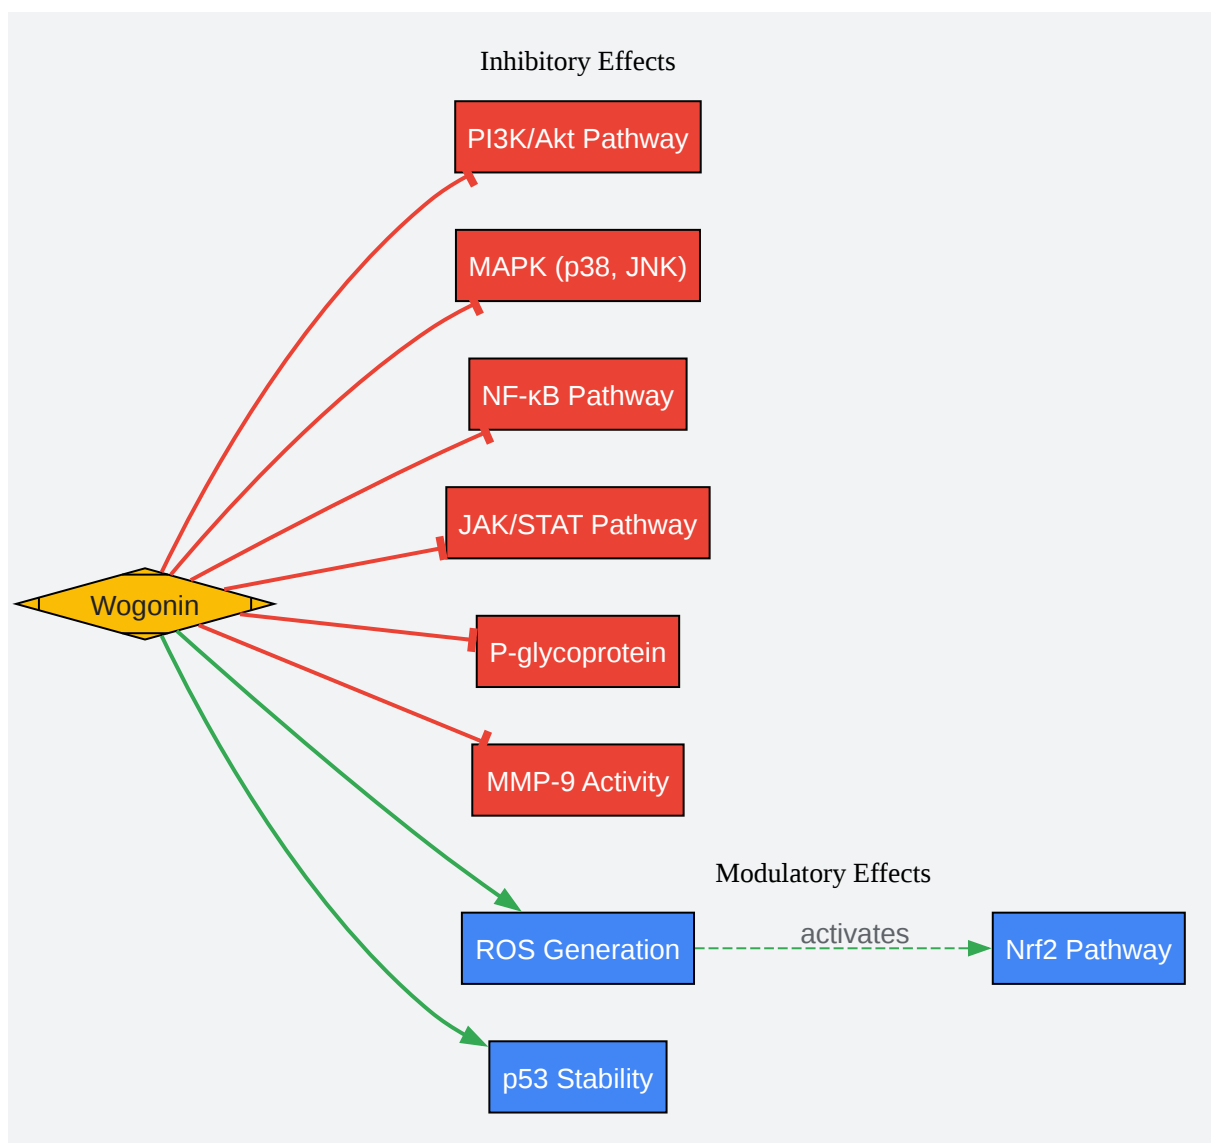 Inhibitory Effects
PI3K/Akt Pathway
MAPK (p38, JNK)
NF-κB Pathway
JAK/STAT Pathway
Wogonin
P-glycoprotein
MMP-9 Activity
Modulatory Effects
ROS Generation
activates
Nrf2 Pathway
p53 Stability